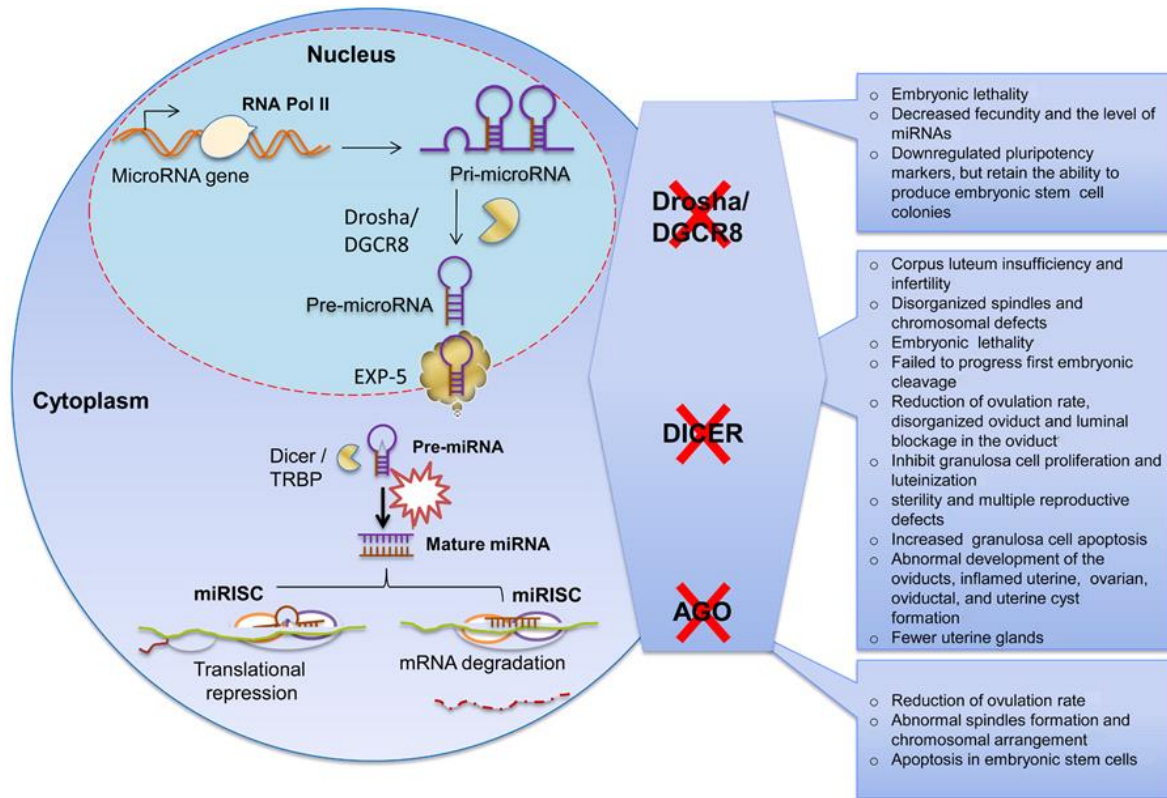 Nucleus
RNA Pol II
MicroRNA gene
Pri-microRNA
Drosha/
DGCR8
Pre-microRNA
EXP-5
Cytoplasm
Dicer /
TRBP
Pre-miRNA
Mature miRNA
miRISC
miRISC
Translational
repression
mRNA degradation
Drosha/
DGCR8
DICER
AGO
○ Embryonic lethality
○ Decreased fecundity and the level of
miRNAs
○ Downregulated pluripotency
markers, but retain the ability to
produce embryonic stem cell
colonies
○ Corpus luteum insufficiency and
infertility
○ Disorganized spindles and
chromosomal defects
○ Embryonic lethality
○ Failed to progress first embryonic
cleavage
○ Reduction of ovulation rate,
disorganized oviduct and luminal
blockage in the oviduct
○ Inhibit granulosa cell proliferation and
luteinization
○ sterility and multiple reproductive
defects
○ Increased granulosa cell apoptosis
○ Abnormal development of the
oviducts, inflamed uterine, ovarian,
oviductal, and uterine cyst
formation
○ Fewer uterine glands
○ Reduction of ovulation rate
○ Abnormal spindles formation and
chromosomal arrangement
○ Apoptosis in embryonic stem cells